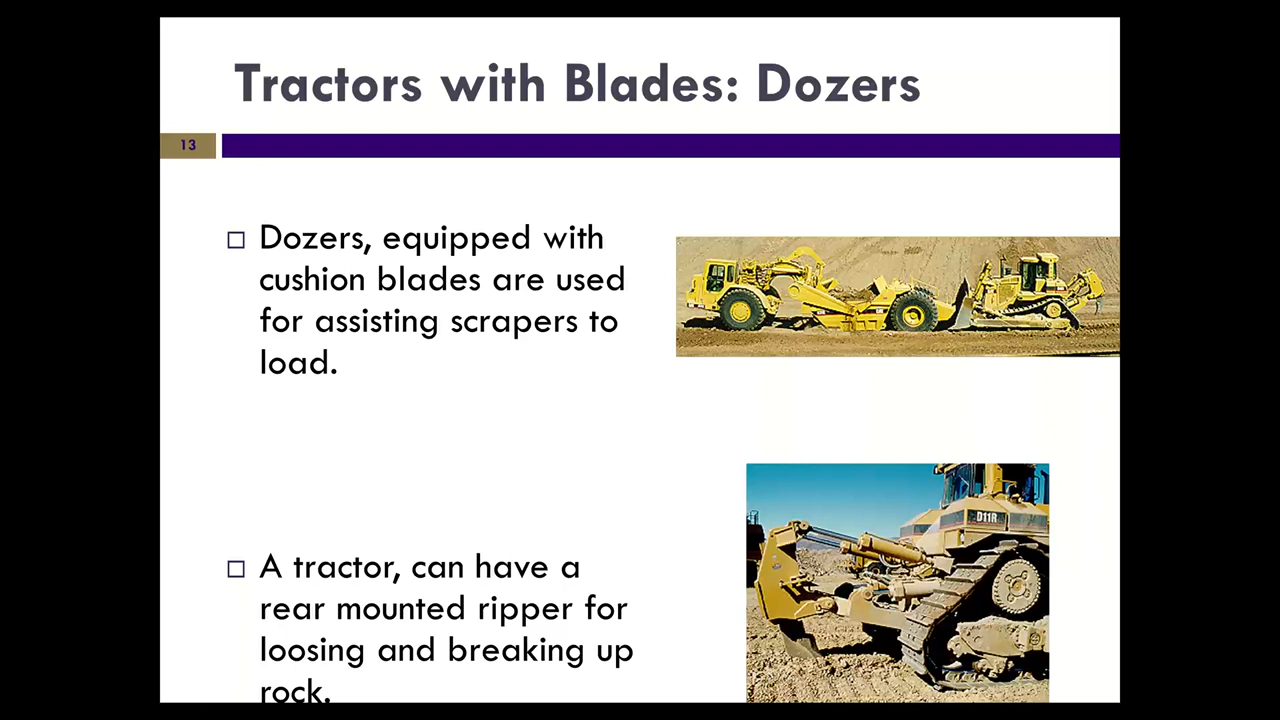 Tractors with Blades: Dozers
13
Dozers, equipped with
cushion blades are used
for assisting scrapers to
load.
D11R
A tractor, can have a
rear mounted ripper for
loosing and breaking up
rock.